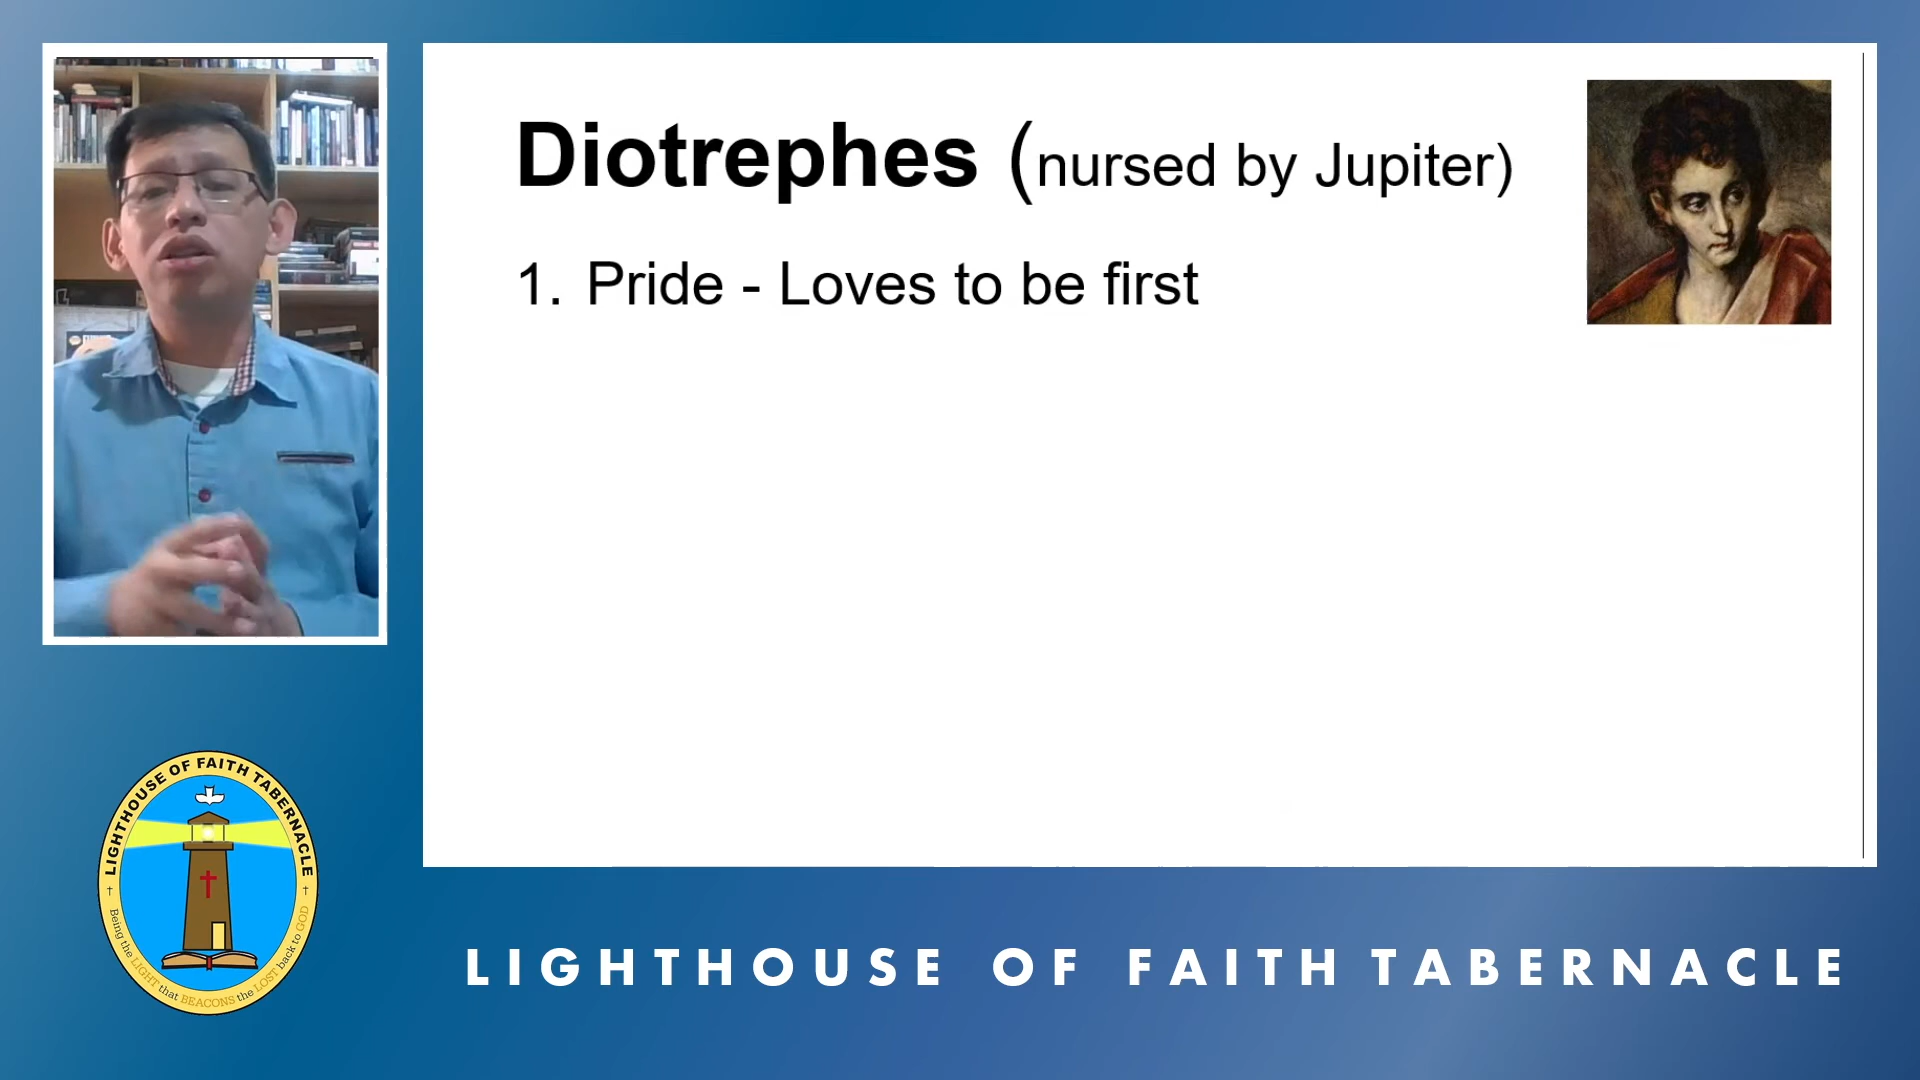 Diotrephes (nursed by Jupiter)
1. Pride - Loves to be first
LIGHTHOUSE OF FAITH TABERNACLE
Being the LIGHT that BEACONS the LOST back to GOD
LIGHTHOUSE OF FAITH TABERNACLE